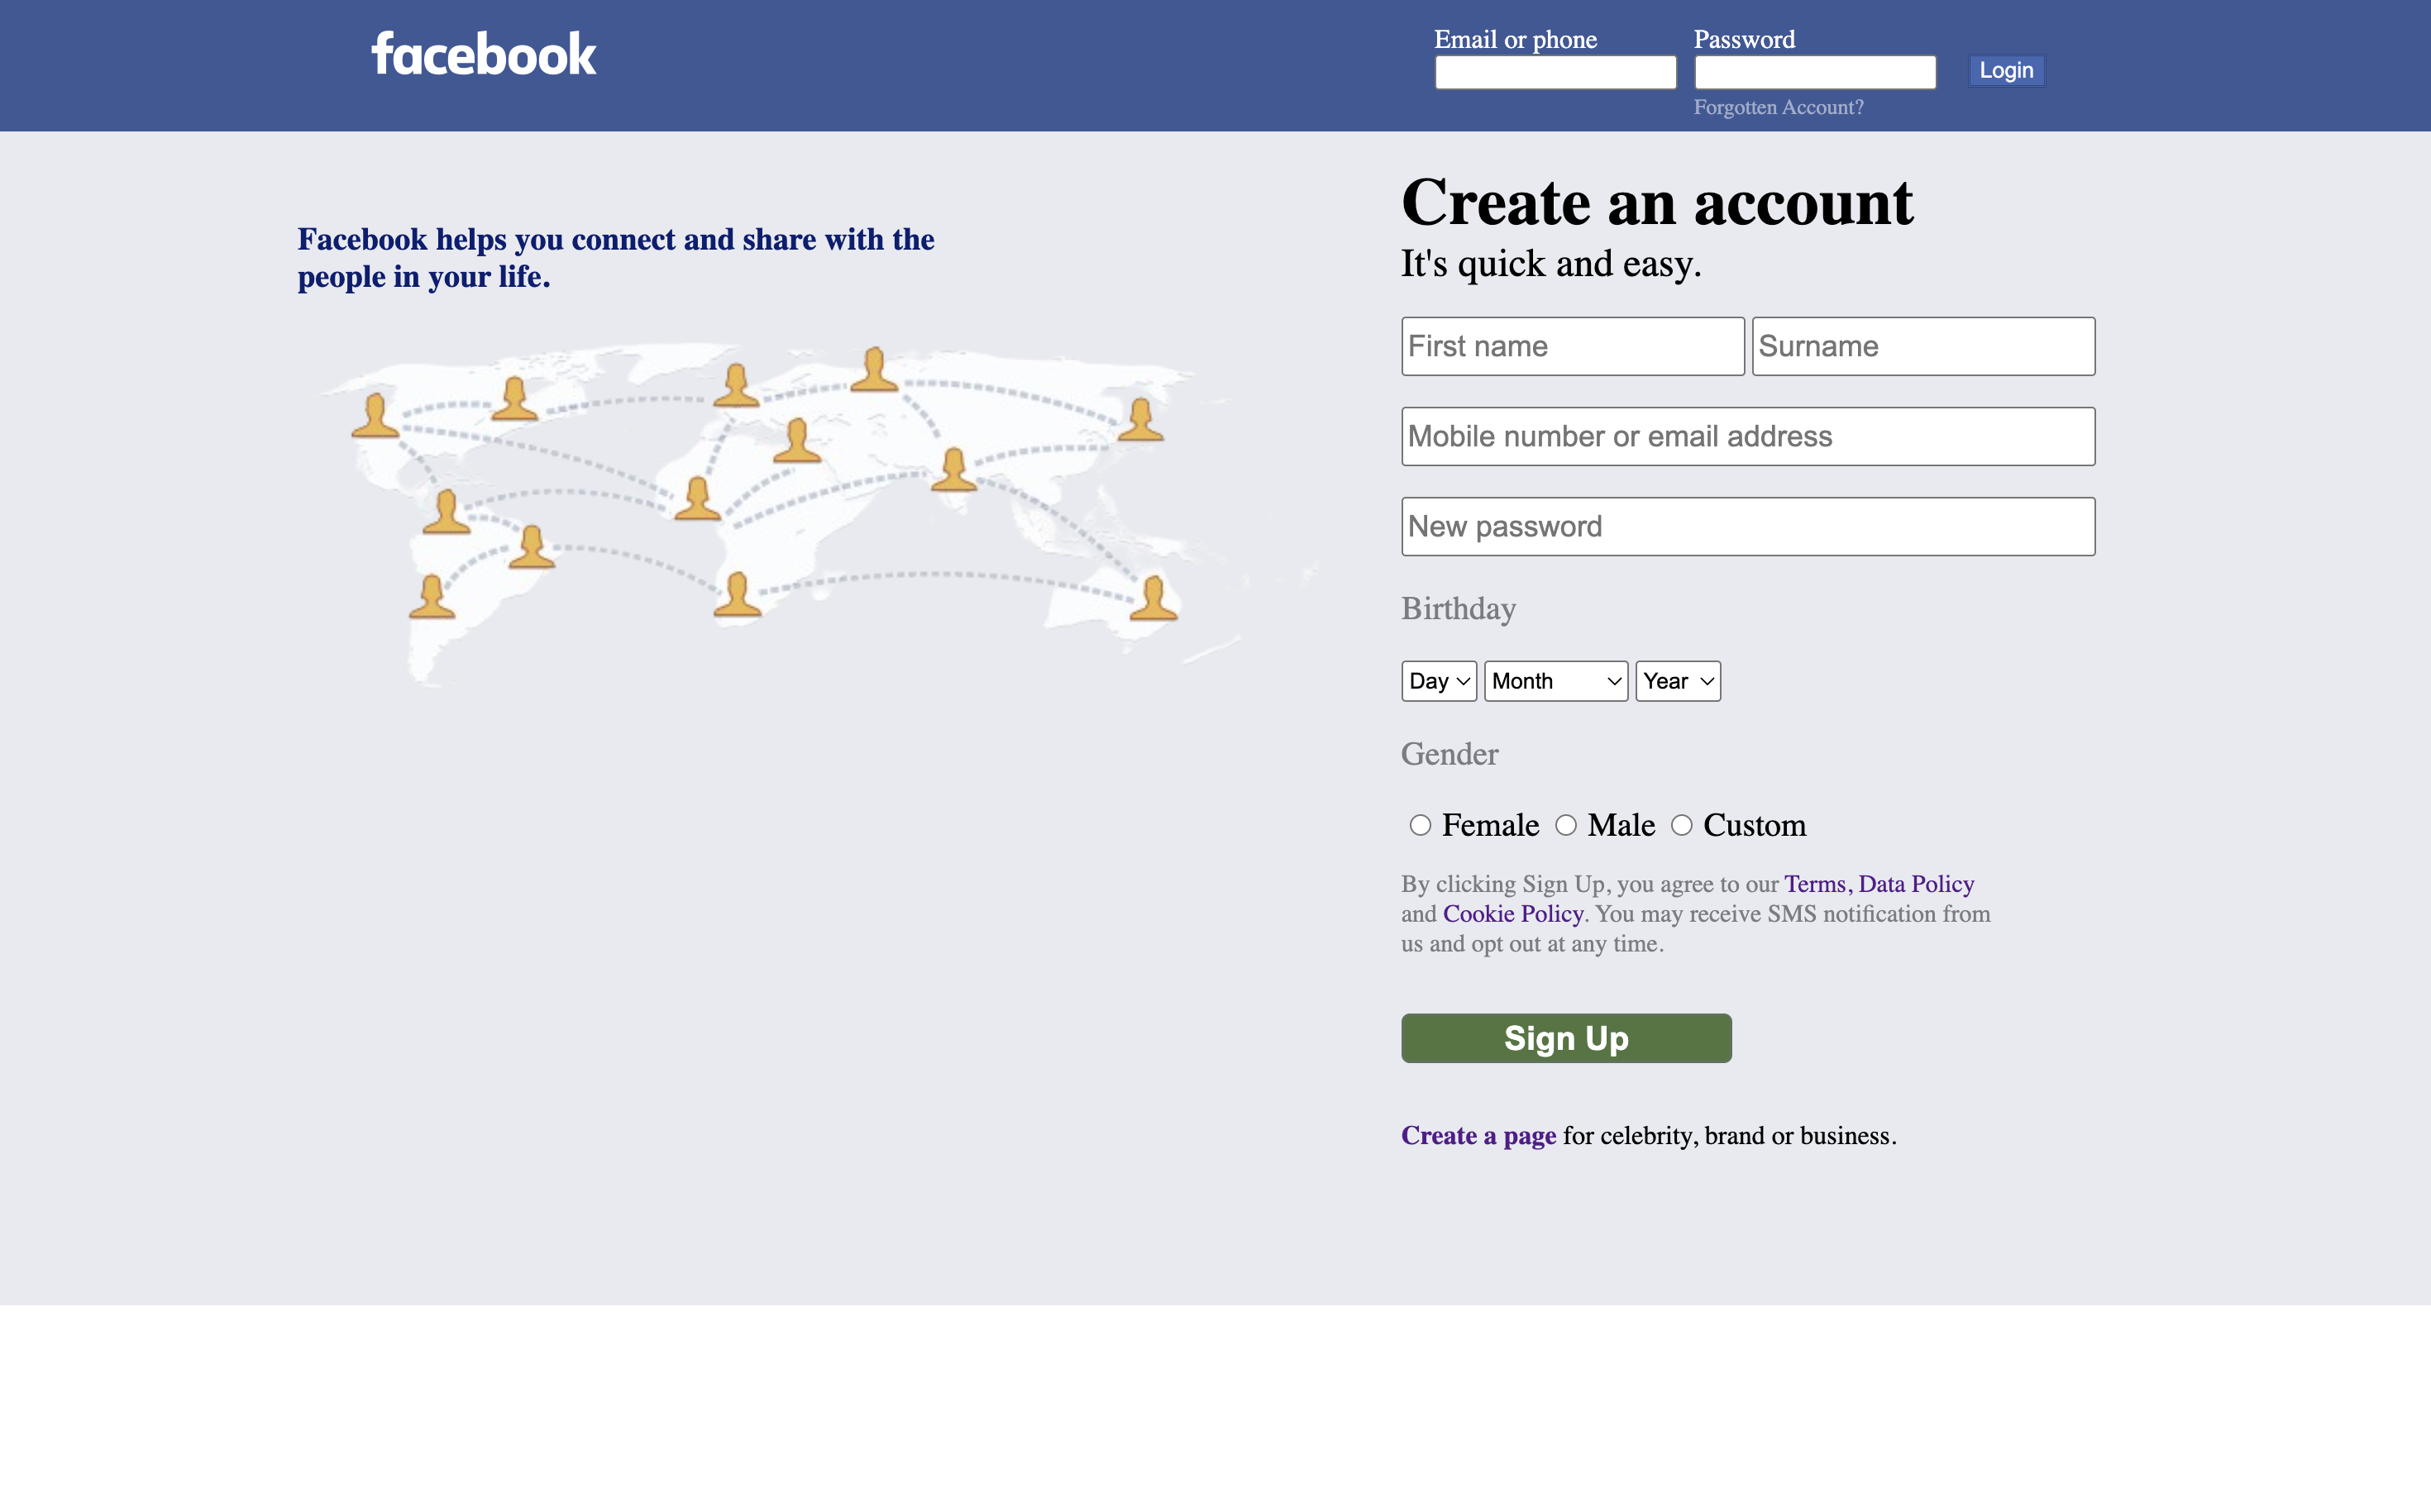 facebook
Email or phone
Password
Login
Forgotten Account?
Facebook helps you connect and share with the
people in your life.
Create an account
It's quick and easy.
First name
Surname
Mobile number or email address
New password
Birthday
Day
Month
Year
Gender
Female
Male
Custom
By clicking Sign Up, you agree to our Terms, Data Policy
and Cookie Policy. You may receive SMS notification from
us and opt out at any time.
Sign Up
Create a page for celebrity, brand or business.